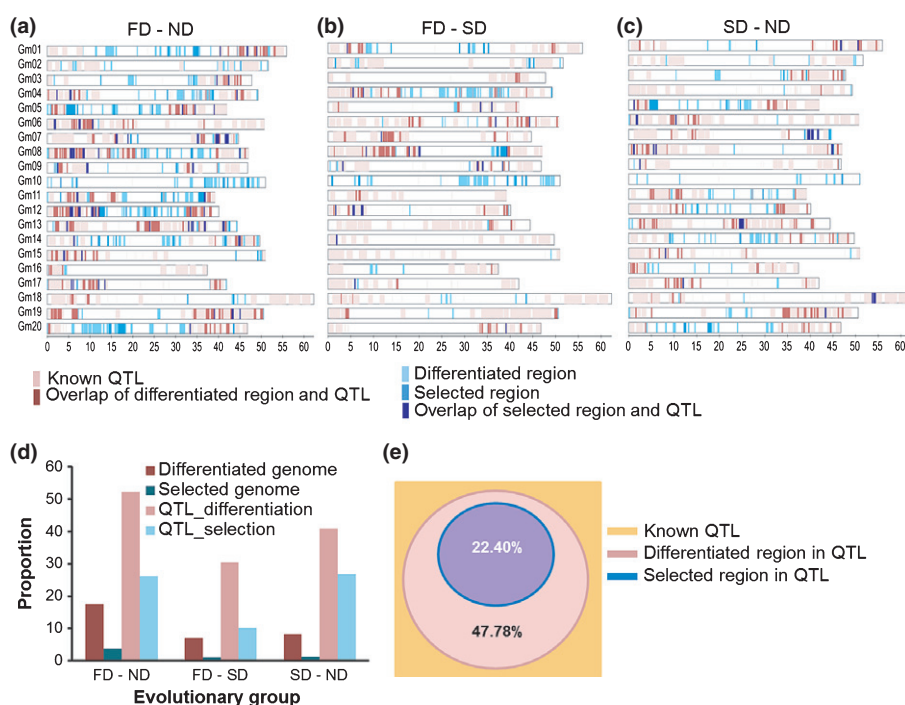 (a) FD - ND
(b) FD - SD
(c) SD - ND
Gm01
Gm02
Gm03
Gm04
Gm05
Gm06
Gm07
Gm08
Gm09
Gm10
Gm11
Gm12
Gm13
Gm14
Gm15
Gm16
Gm17
Gm18
Gm19
Gm20
0 5 10 15 20 25 30 35 40 45 50 55 60
0 5 10 15 20 25 30 35 40 45 50 55 60
0 5 10 15 20 25 30 35 40 45 50 55 60
Known QTL
Overlap of differentiated region and QTL
Differentiated region
Selected region
Overlap of selected region and QTL
(d)
Proportion
60
50
40
30
20
10
0
Differentiated genome
Selected genome
QTL_differentiation
QTL_selection
FD - ND FD - SD SD - ND
Evolutionary group
(e)
22.40%
47.78%
Known QTL
Differentiated region in QTL
Selected region in QTL